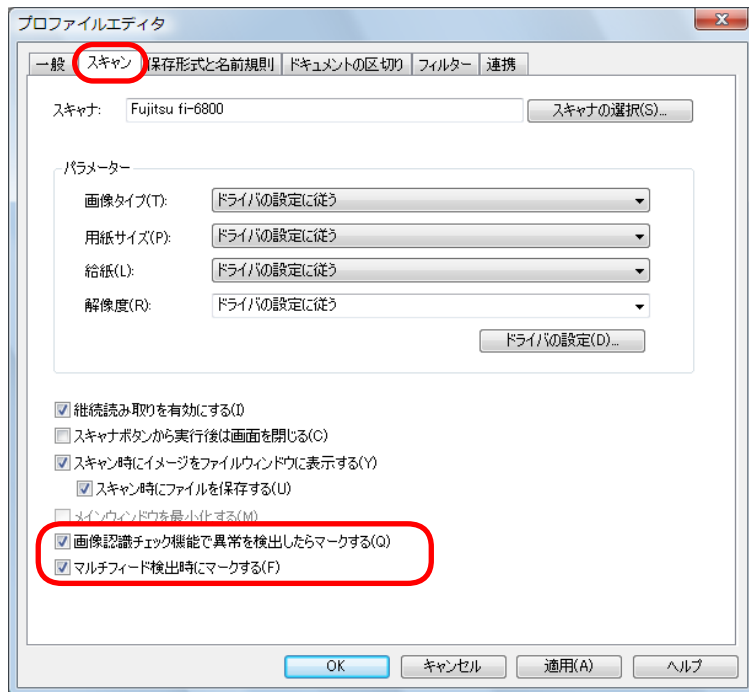 プロファイルエディタ
一般 スキャン 保存形式と名前規則 ドキュメントの区切り フィルター 連携
スキャナ: Fujitsu fi-6800 スキャナの選択(S)...
パラメーター
画像タイプ(T): ドライバの設定に従う
用紙サイズ(P): ドライバの設定に従う
給紙(L): ドライバの設定に従う
解像度(R): ドライバの設定に従う
ドライバの設定(D)...
継続読み取りを有効にする(I)
スキャナボタンから実行後は画面を閉じる(C)
スキャン時にイメージをファイルウィンドウに表示する(Y)
スキャン時にファイルを保存する(U)
メインウィンドウを最小化する(M)
画像認識チェック機能で異常を検出したらマークする(Q)
マルチフィード検出時にマークする(F)
OK キャンセル 適用(A) ヘルプ